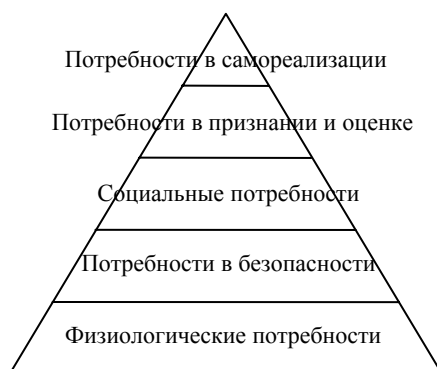 Потребности в самореализации
Потребности в признании и оценке
Социальные потребности
Потребности в безопасности
Физиологические потребности